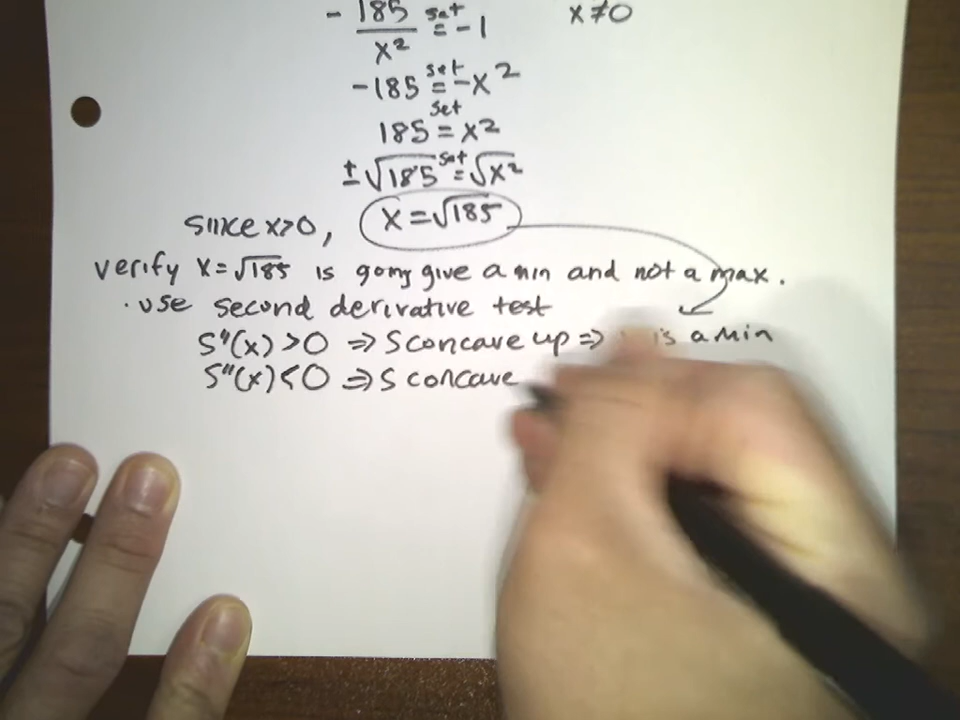 - 185/x² set = -1 x≠0
-185 set = -x²
185 set = x²
±√185 set = √x²
since x>0, x=√185
verify x=√185 is gong give a min and not a max.
· use second derivative test
S"(x) >0 ⇒ S concave up ⇒ is a min
S"(x) <0 ⇒ S concave